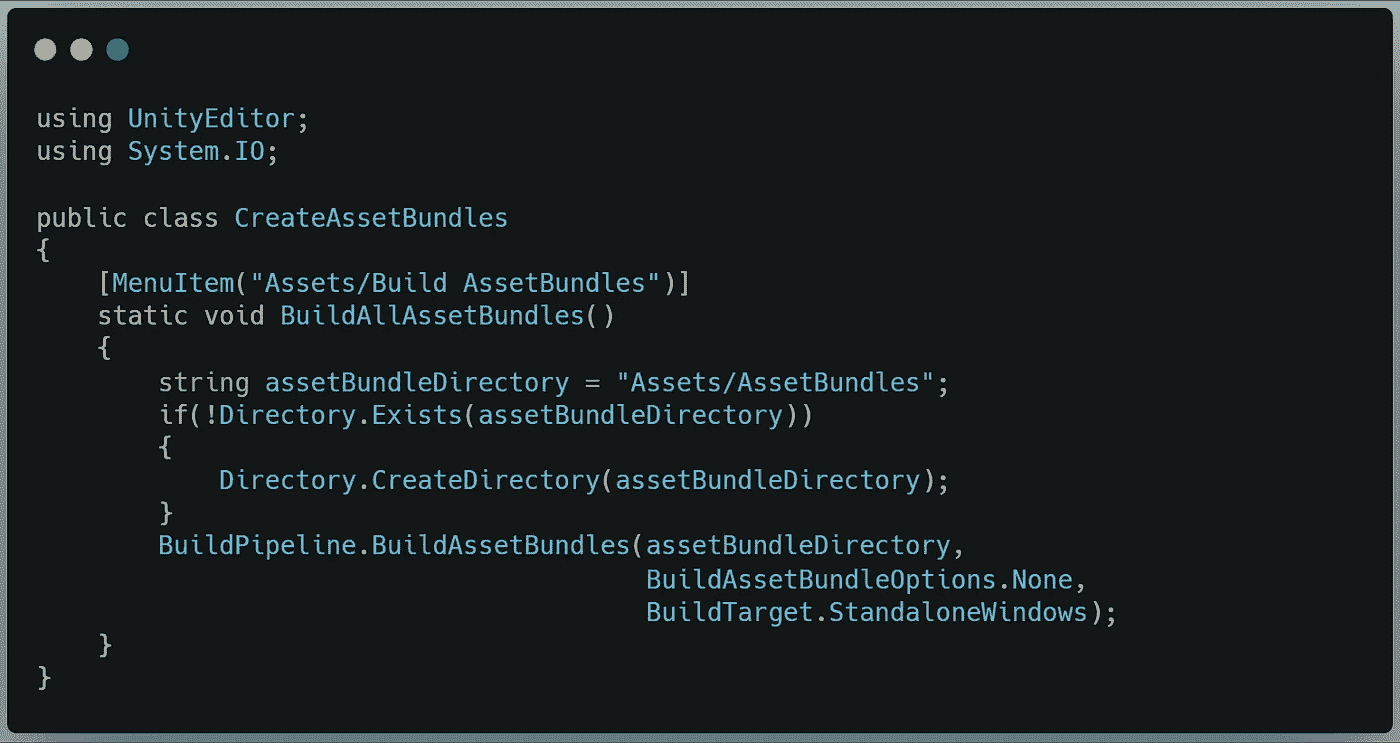 using UnityEditor;
using System.IO;

public class CreateAssetBundles
{
    [MenuItem("Assets/Build AssetBundles")]
    static void BuildAllAssetBundles()
    {
        string assetBundleDirectory = "Assets/AssetBundles";
        if(!Directory.Exists(assetBundleDirectory))
        {
            Directory.CreateDirectory(assetBundleDirectory);
        }
        BuildPipeline.BuildAssetBundles(assetBundleDirectory,
                                        BuildAssetBundleOptions.None,
                                        BuildTarget.StandaloneWindows);
    }
}